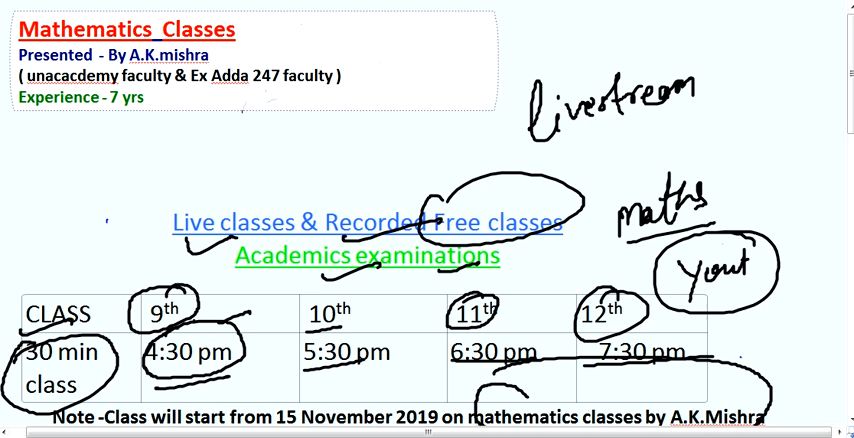 Mathematics_Classes
Presented - By A.K.mishra
( unacacdemy faculty & Ex Adda 247 faculty )
Experience - 7 yrs
livestream
Live classes & Recorded Free classes
maths
Academics examinations
yout
CLASS 9th 10th 11th 12th
30 min class 4:30 pm 5:30 pm 6:30 pm 7:30 pm
Note -Class will start from 15 November 2019 on mathematics classes by A.K.Mishra